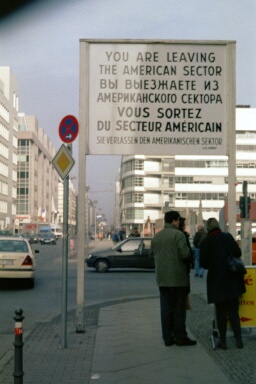 YOU ARE LEAVING
THE AMERICAN SECTOR
ВЫ ВЫЕЗЖАЕТЕ ИЗ
АМЕРИКАНСКОГО СЕКТОРА
VOUS SORTEZ
DU SECTEUR AMÉRICAIN
SIE VERLASSEN DEN AMERIKANISCHEN SEKTOR